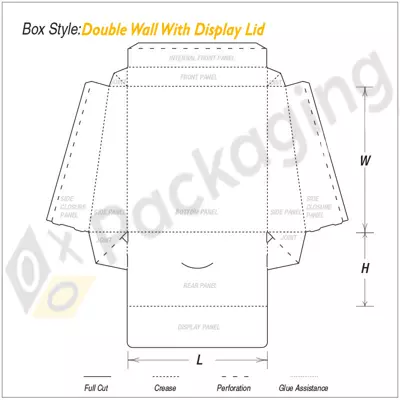 Box Style: Double Wall With Display Lid
INTERNAL FRONT PANEL
FRONT PANEL
Packaging
W
SIDE
CLOSING
PANEL
SIDE PANEL
BOTTOM PANEL
SIDE PANEL
SIDE
CLOSING
PANEL
JOINT
JOINT
H
REAR PANEL
DISPLAY PANEL
L
Full Cut
Crease
Perforation
Glue Assistance